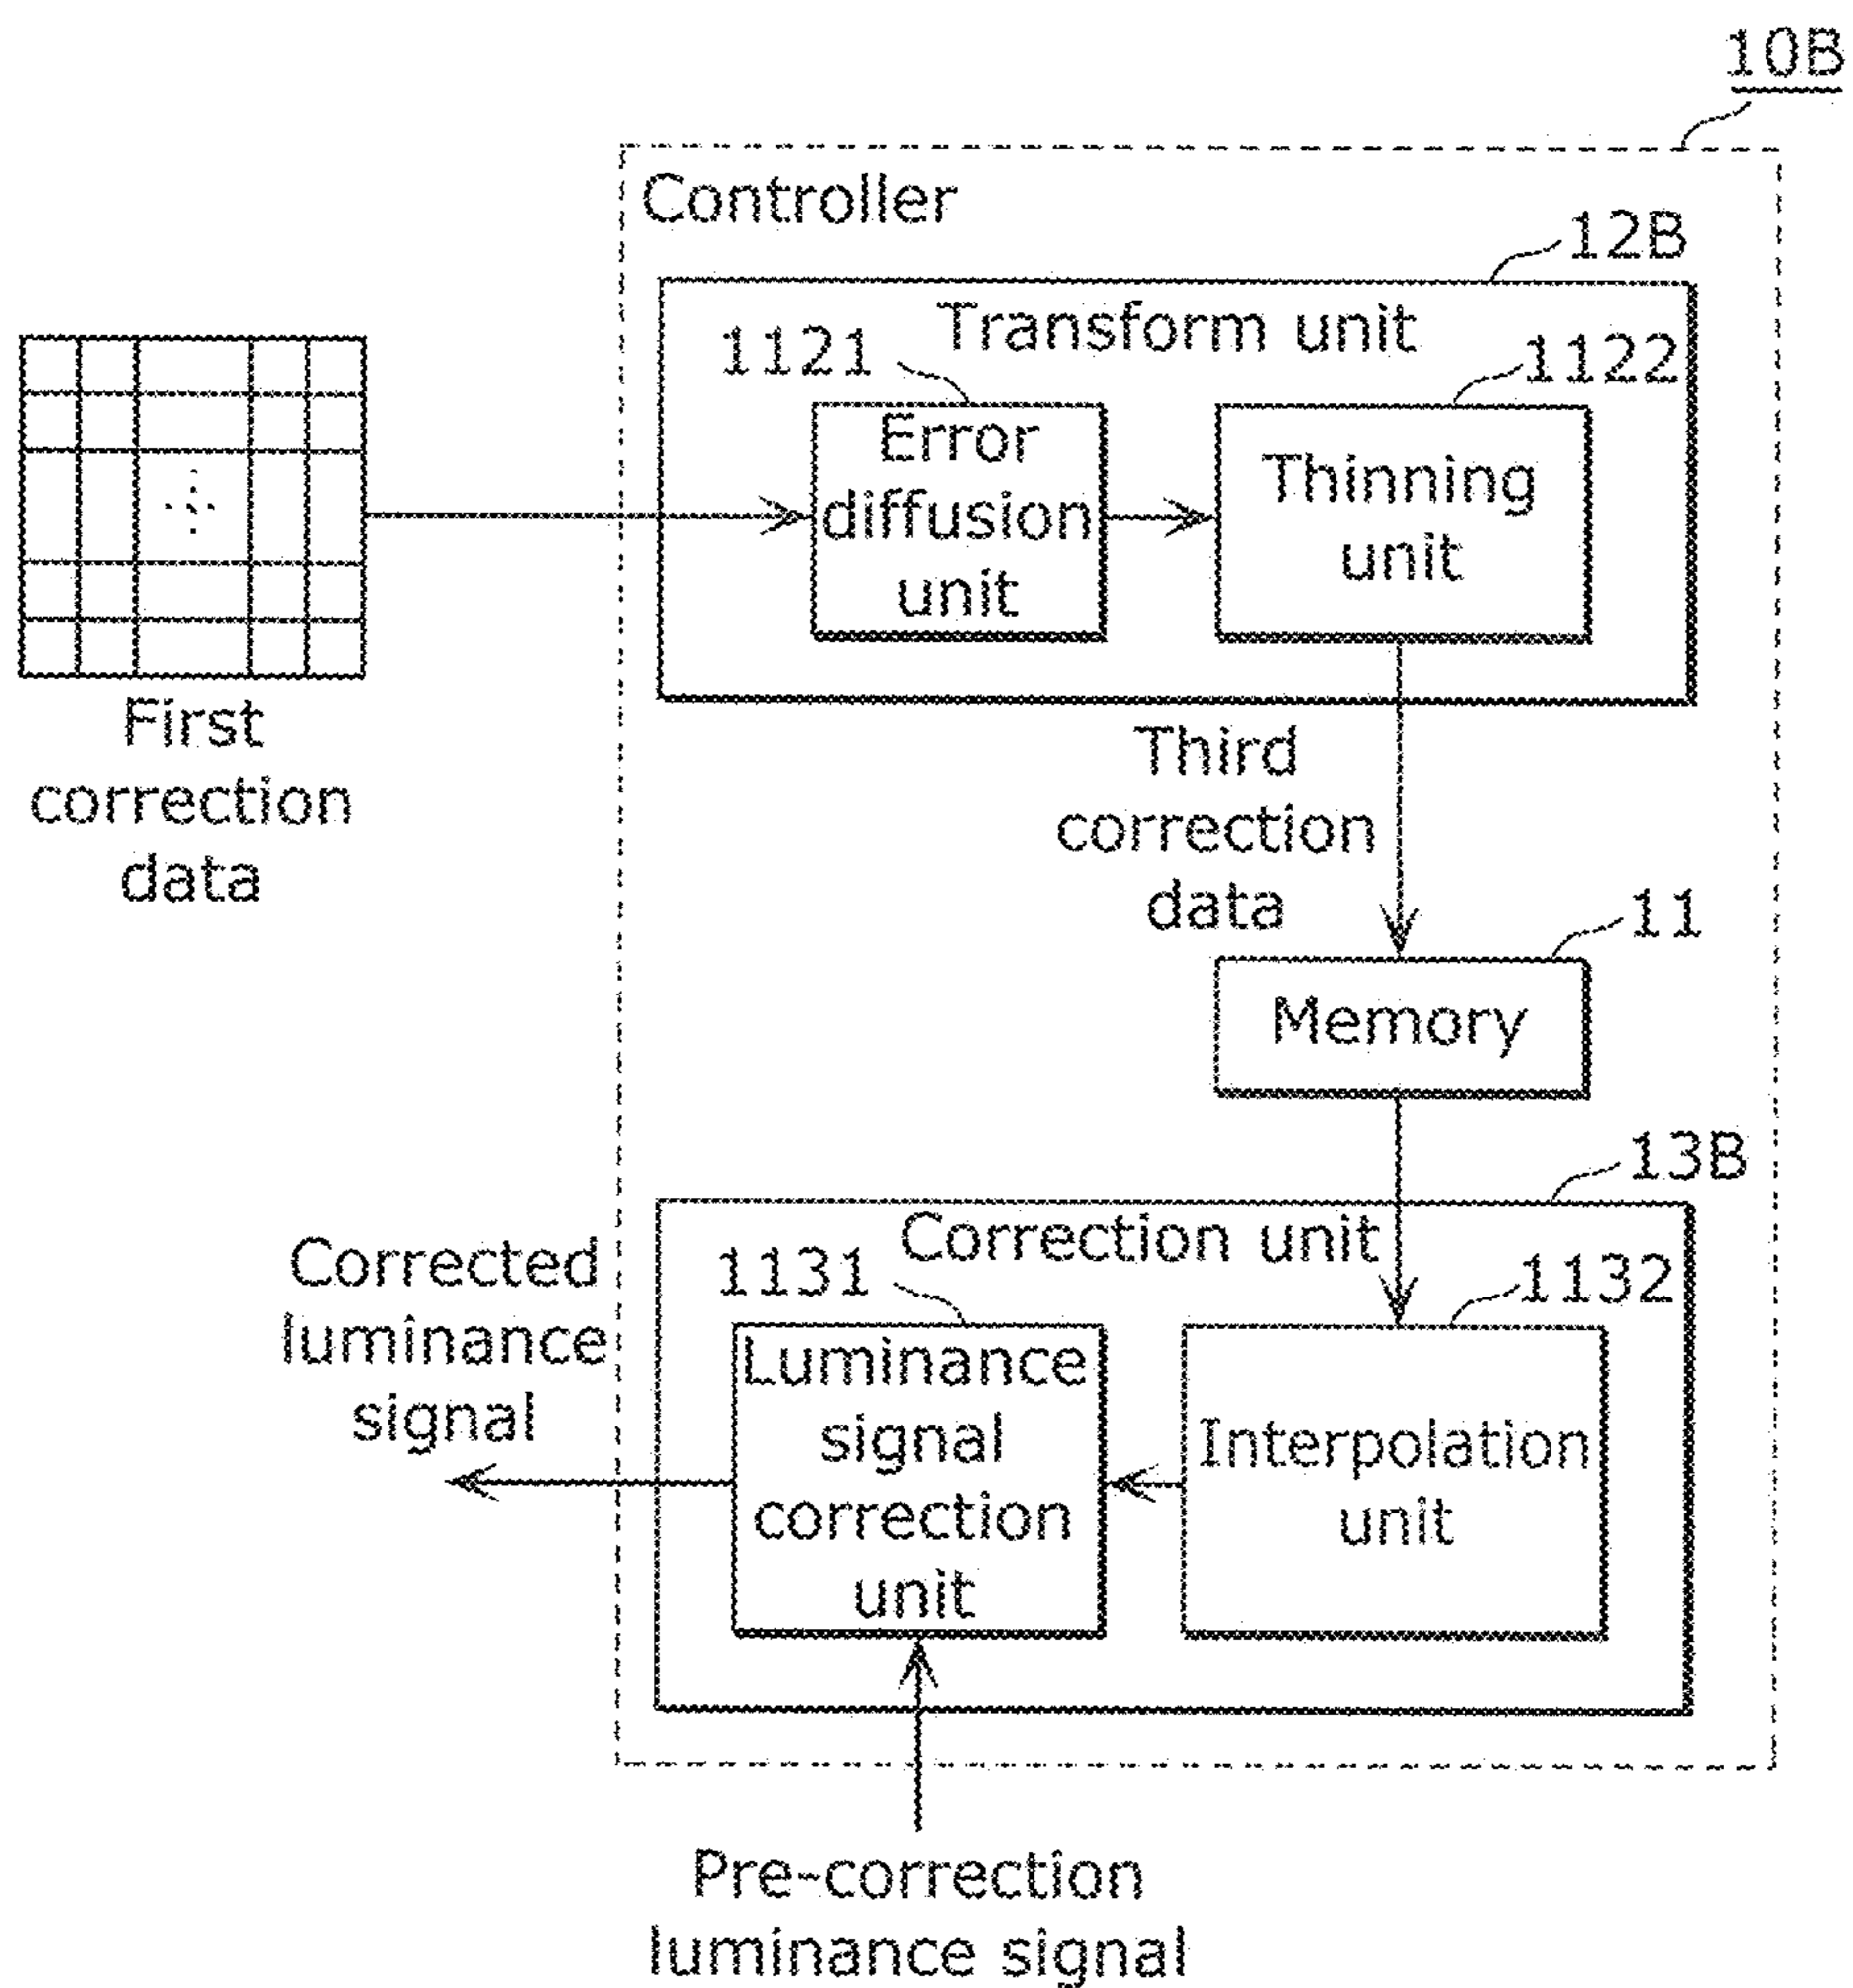 10B
Controller
12B
Transform unit
1121
1122
Error
diffusion
unit
Thinning
unit
First
correction
data
Third
correction
data
11
Memory
13B
Correction unit
1131
1132
Corrected
luminance
signal
Luminance
signal
correction
unit
Interpolation
unit
Pre-correction
luminance signal